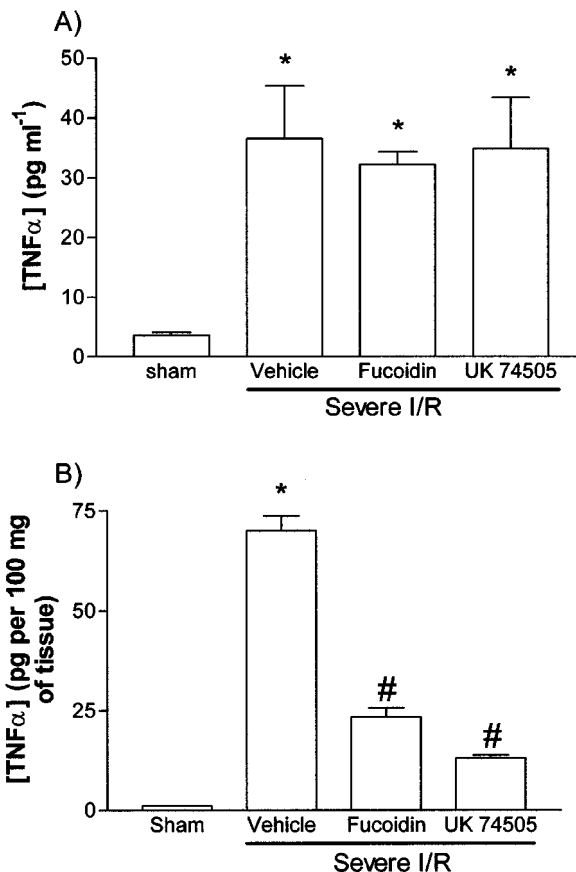 A)
[TNFα] (pg ml⁻¹)
50
40
30
20
10
0
*
*
*
sham Vehicle Fucoidin UK 74505
Severe I/R
B)
[TNFα] (pg per 100 mg
of tissue)
75
50
25
0
*
#
#
Sham Vehicle Fucoidin UK 74505
Severe I/R